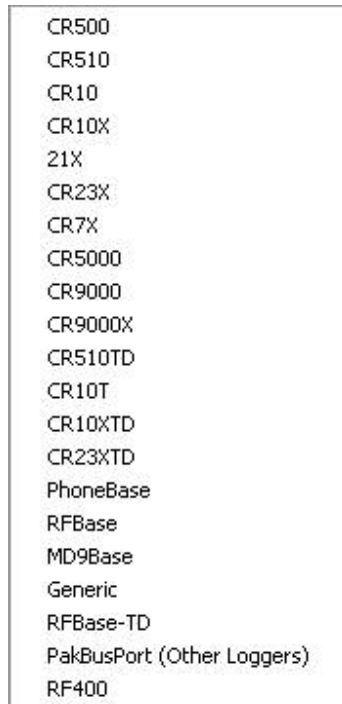 CR500
CR510
CR10
CR10X
21X
CR23X
CR7X
CR5000
CR9000
CR9000X
CR510TD
CR10T
CR10XTD
CR23XTD
PhoneBase
RFBase
MD9Base
Generic
RFBase-TD
PakBusPort (Other Loggers)
RF400